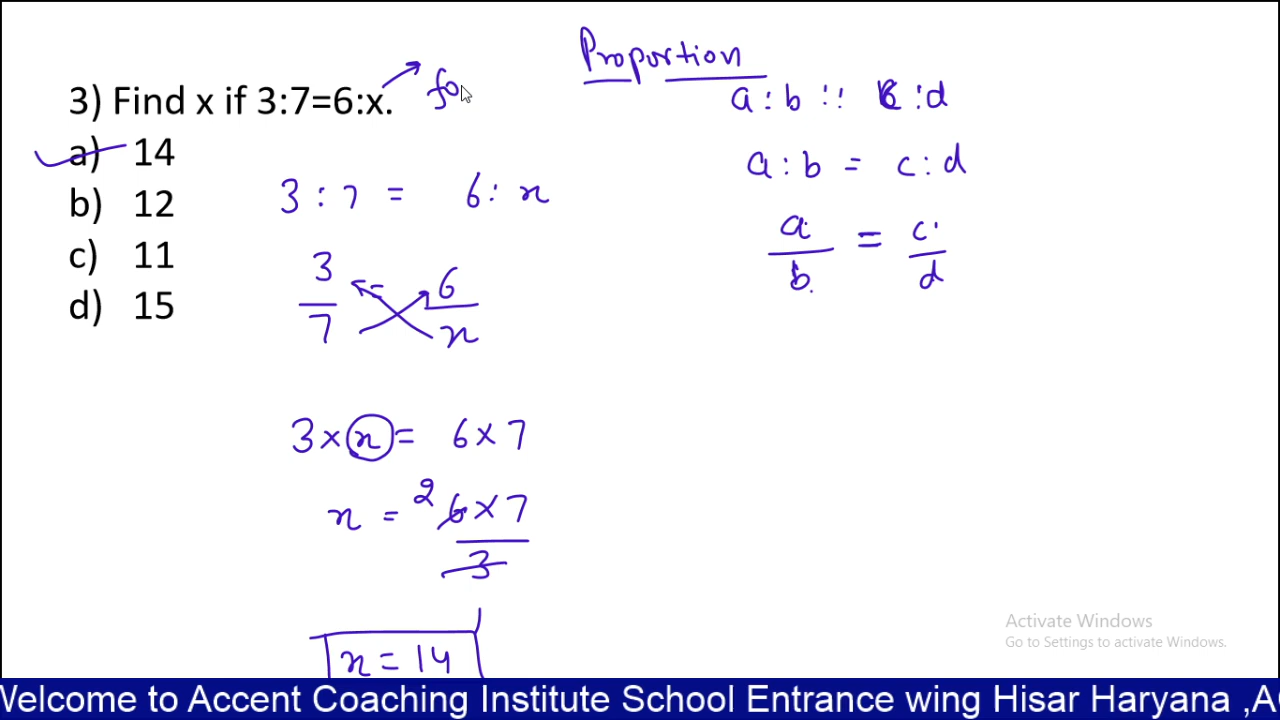 Proportion
3) Find x if 3:7=6:x. fo
a) 14
b) 12
c) 11
d) 15
a : b :: c : d
a : b = c : d
a/b = c/d
3 : 7 = 6 : x
3/7 = 6/x
3 × x = 6 × 7
x = 2 6 × 7 / 3
x = 14
Activate Windows
Go to Settings to activate Windows.
Welcome to Accent Coaching Institute School Entrance wing Hisar Haryana ,A